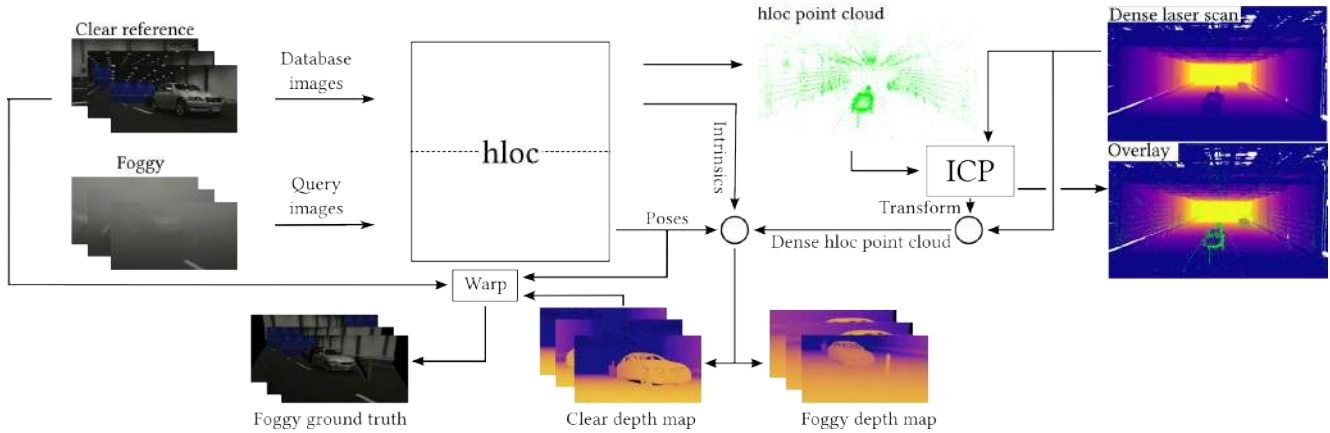 Clear reference
Database
images
hloc
hloc point cloud
Dense laser scan
Intrinsics
ICP
Overlay
Foggy
Query
images
Poses
Transform
Dense hloc point cloud
Warp
Foggy ground truth
Clear depth map
Foggy depth map